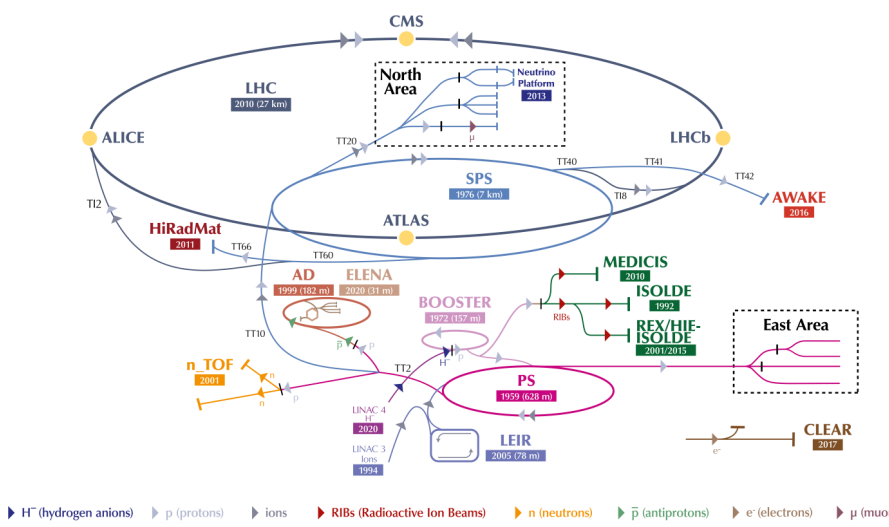 CMS
LHC
2010 (27 km)
North
Area
Neutrino
Platform
2013
μ
ALICE
LHCb
TT20
TT40
TT41
TT42
SPS
1976 (7 km)
TI8
AWAKE
2016
TI2
ATLAS
HiRadMat
2011
TT66
TT60
MEDICIS
2010
AD
1999 (182 m)
ELENA
2020 (31 m)
BOOSTER
1972 (157 m)
ISOLDE
1992
RIBs
REX/HIE-
ISOLDE
2001/2015
East Area
TT10
p̅
p
H⁻
p
n_TOF
2001
n
n
p
TT2
PS
1959 (628 m)
LINAC 4
H⁻
2020
LINAC 3
Ions
1994
LEIR
2005 (78 m)
CLEAR
2017
e⁻
H⁻ (hydrogen anions)
p (protons)
ions
RIBs (Radioactive Ion Beams)
n (neutrons)
p̅ (antiprotons)
e⁻ (electrons)
μ (muo